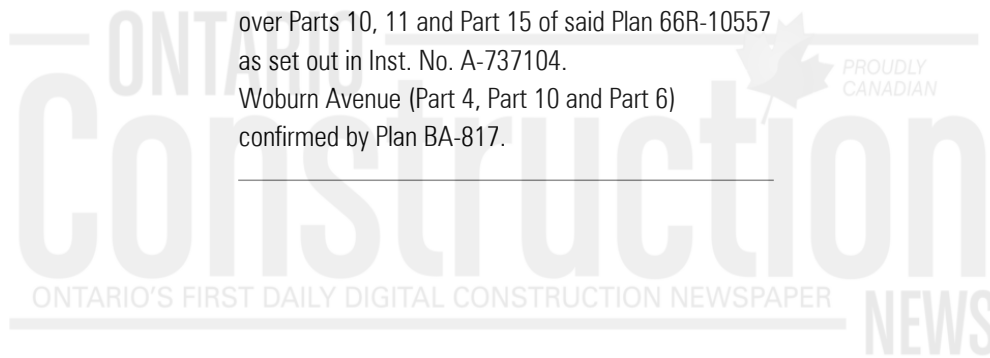 over Parts 10, 11 and Part 15 of said Plan 66R-10557
as set out in Inst. No. A-737104.
Woburn Avenue (Part 4, Part 10 and Part 6)
confirmed by Plan BA-817.
ONTARIO
PROUDLY
CANADIAN
Construction
ONTARIO'S FIRST DAILY DIGITAL CONSTRUCTION NEWSPAPER
NEWS